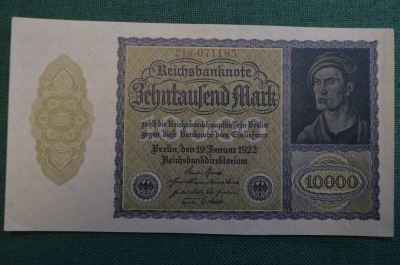 Reichsbanknote
Zehntausend Mark
zahlt die Reichsbankhauptkasse in Berlin
gegen diese Banknote dem Einlieferer
Berlin, den 19. Januar 1922
Reichsbankdirektorium
10000